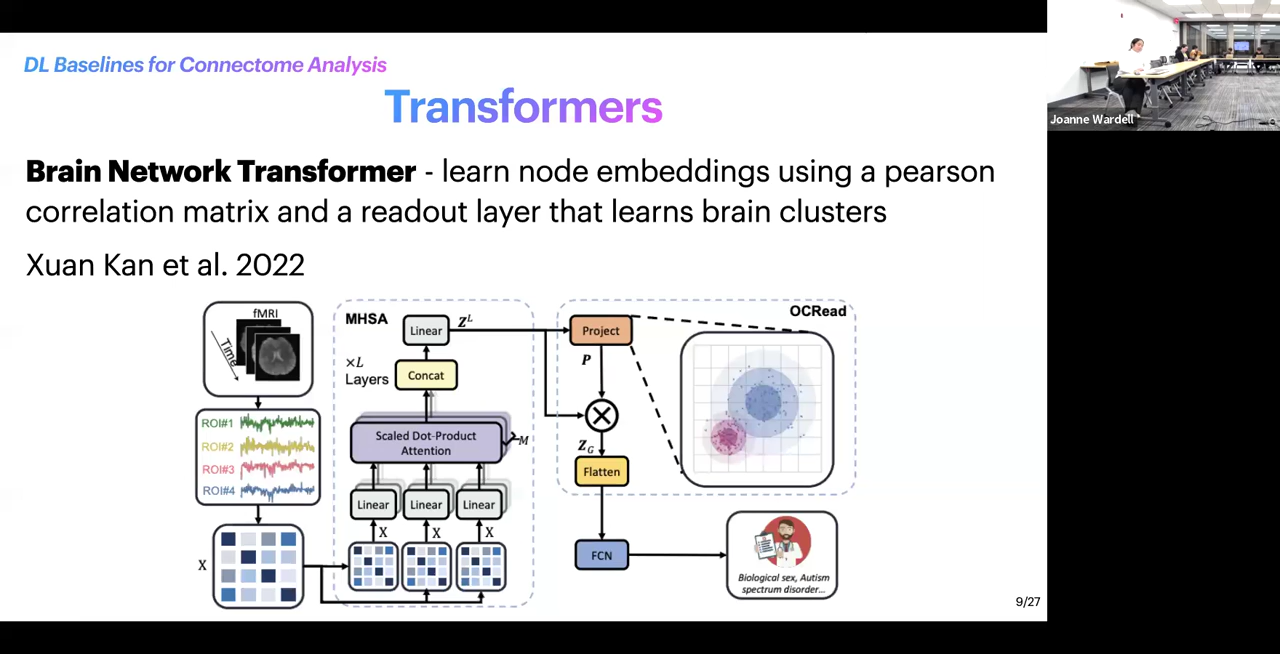 DL Baselines for Connectome Analysis
Transformers
Brain Network Transformer - learn node embeddings using a pearson
correlation matrix and a readout layer that learns brain clusters
Xuan Kan et al. 2022
fMRI
Time
ROI#1
ROI#2
ROI#3
ROI#4
X
MHSA
Linear
Z^L
×L
Layers
Concat
Scaled Dot-Product
Attention
M
Linear Linear Linear
X X X
OCRead
Project
P
Z_G
Flatten
FCN
Biological sex, Autism
spectrum disorder...
9/27
Joanne Wardell